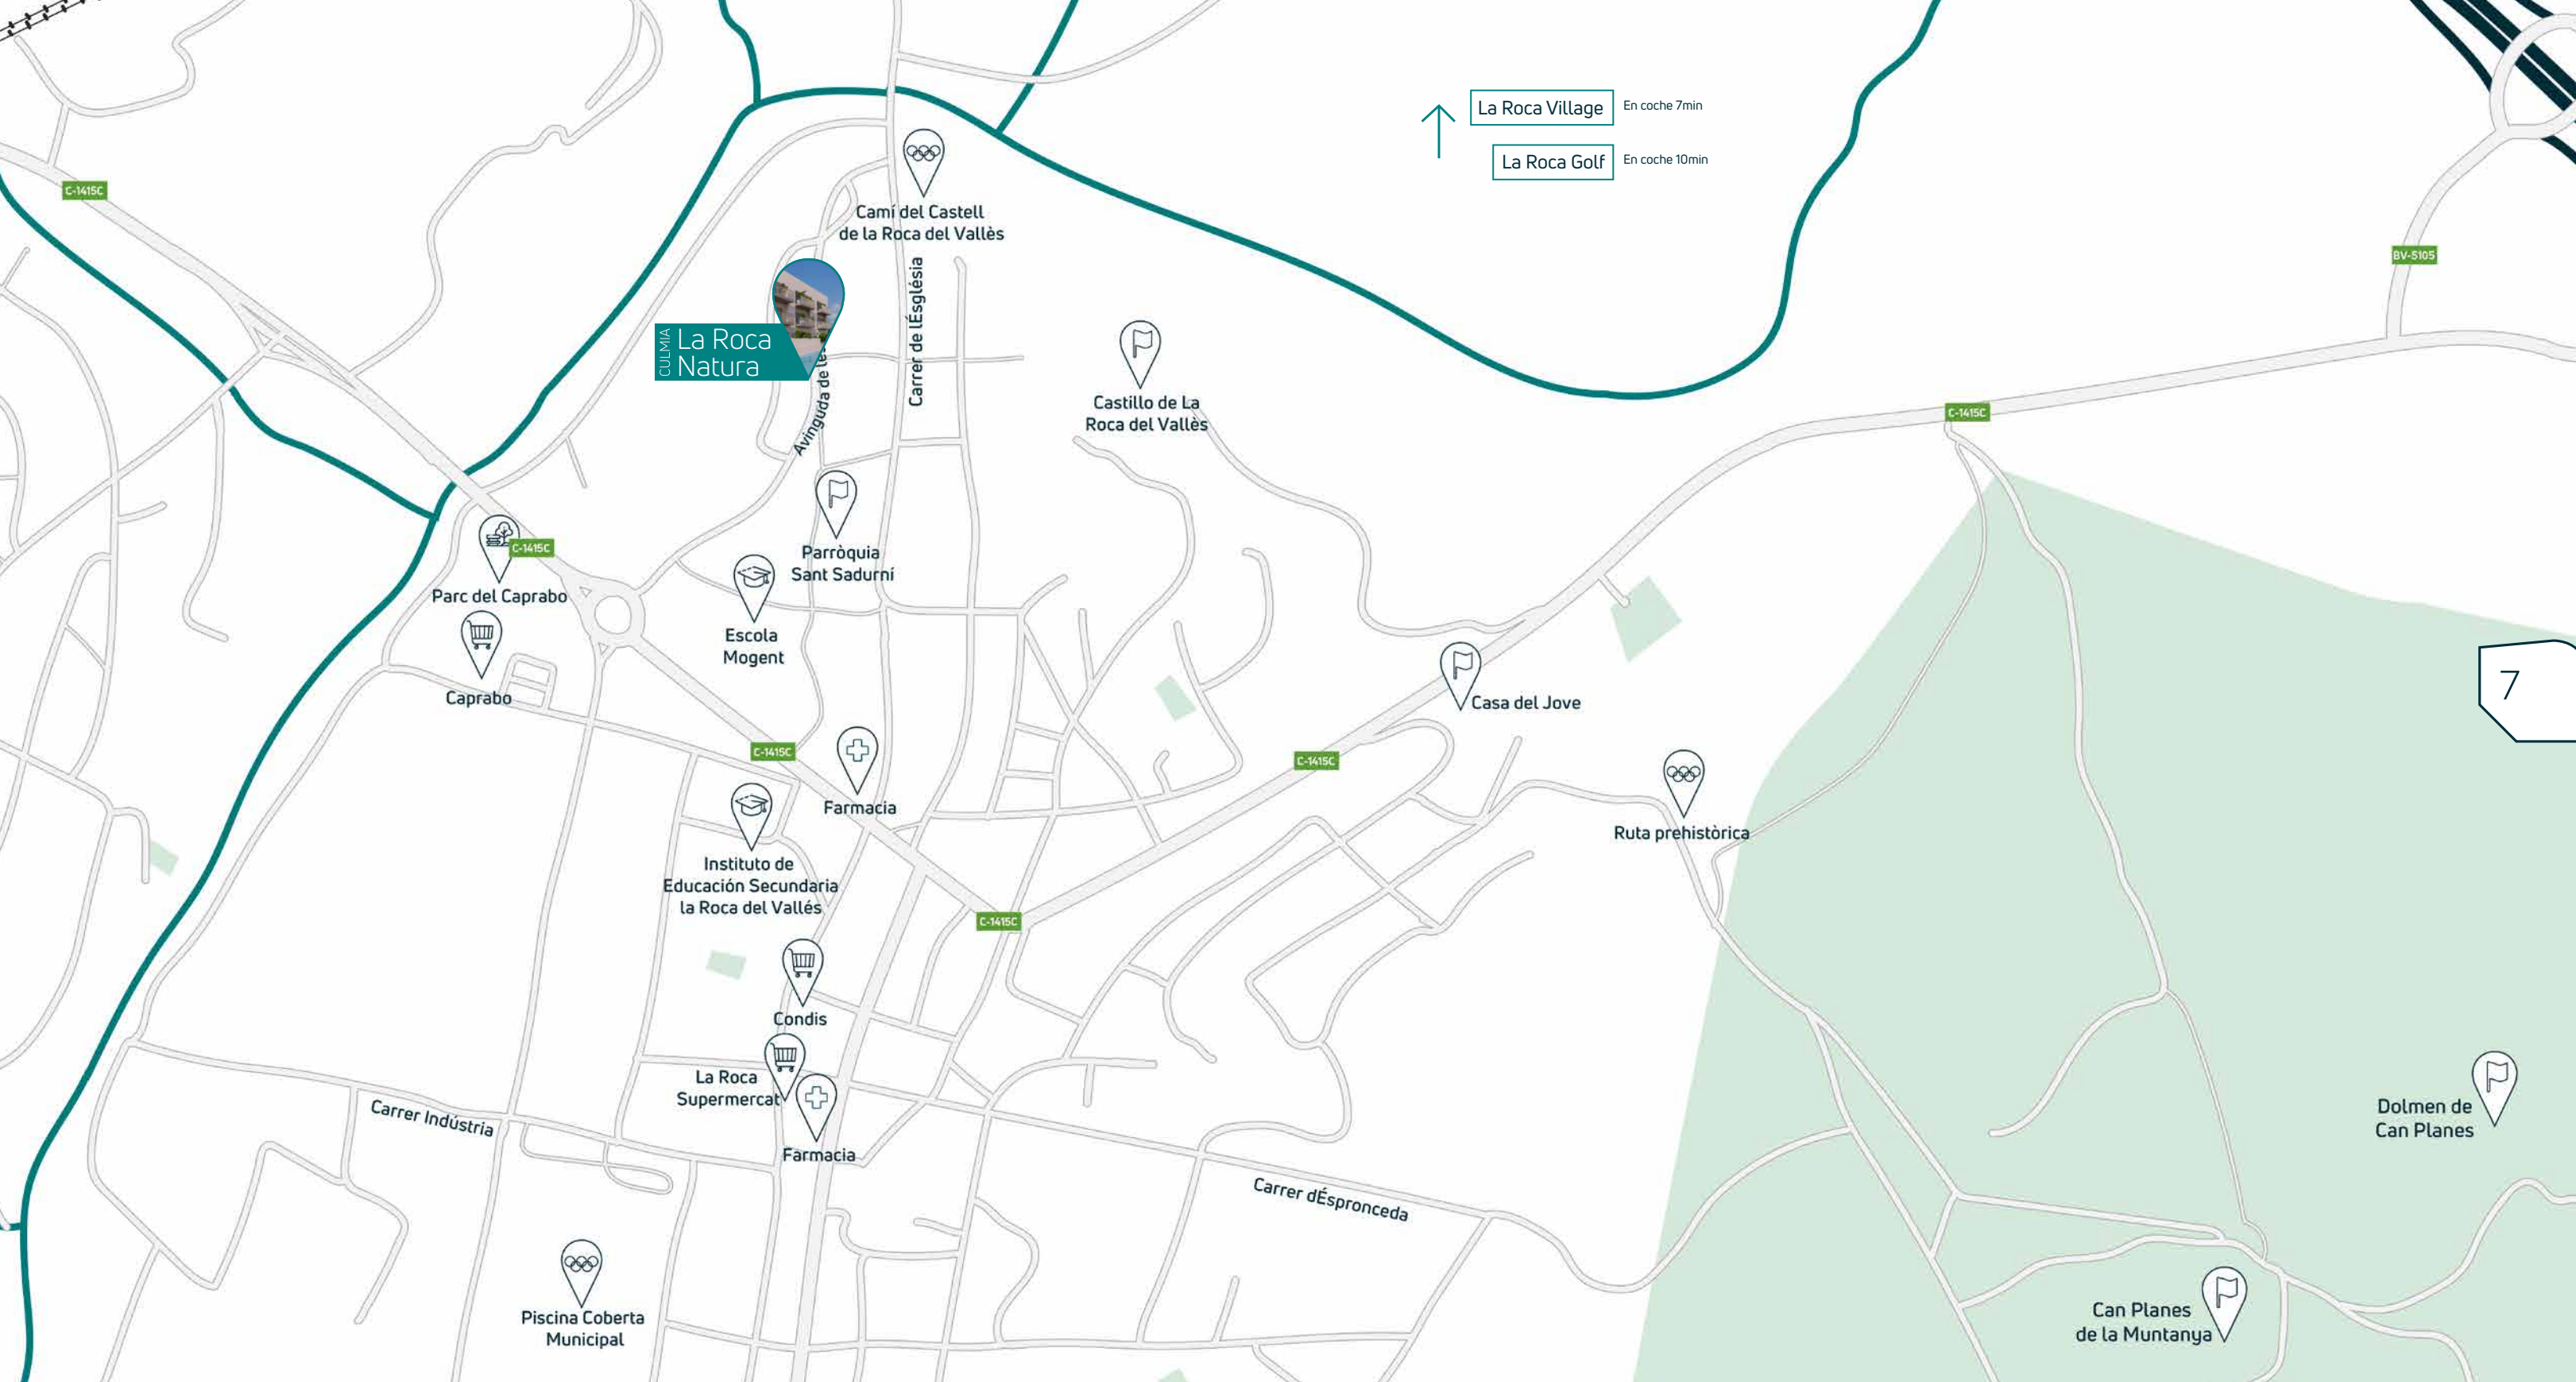 La Roca Village
En coche 7min
La Roca Golf
En coche 10min
C-1415C
Camí del Castell
de la Roca del Vallès
BV-5105
Carrer de lÉsglésia
CULMIA
La Roca
Natura
Avinguda de
Castillo de La
Roca del Vallès
C-1415C
C-1415C
Parc del Caprabo
Parròquia
Sant Sadurní
Escola
Mogent
Caprabo
Casa del Jove
7
C-1415C
C-1415C
Farmacia
Ruta prehistòrica
Instituto de
Educación Secundaria
la Roca del Vallés
C-1415C
Condis
La Roca
Supermercat
Carrer Indústria
Farmacia
Dolmen de
Can Planes
Carrer dÉspronceda
Piscina Coberta
Municipal
Can Planes
de la Muntanya